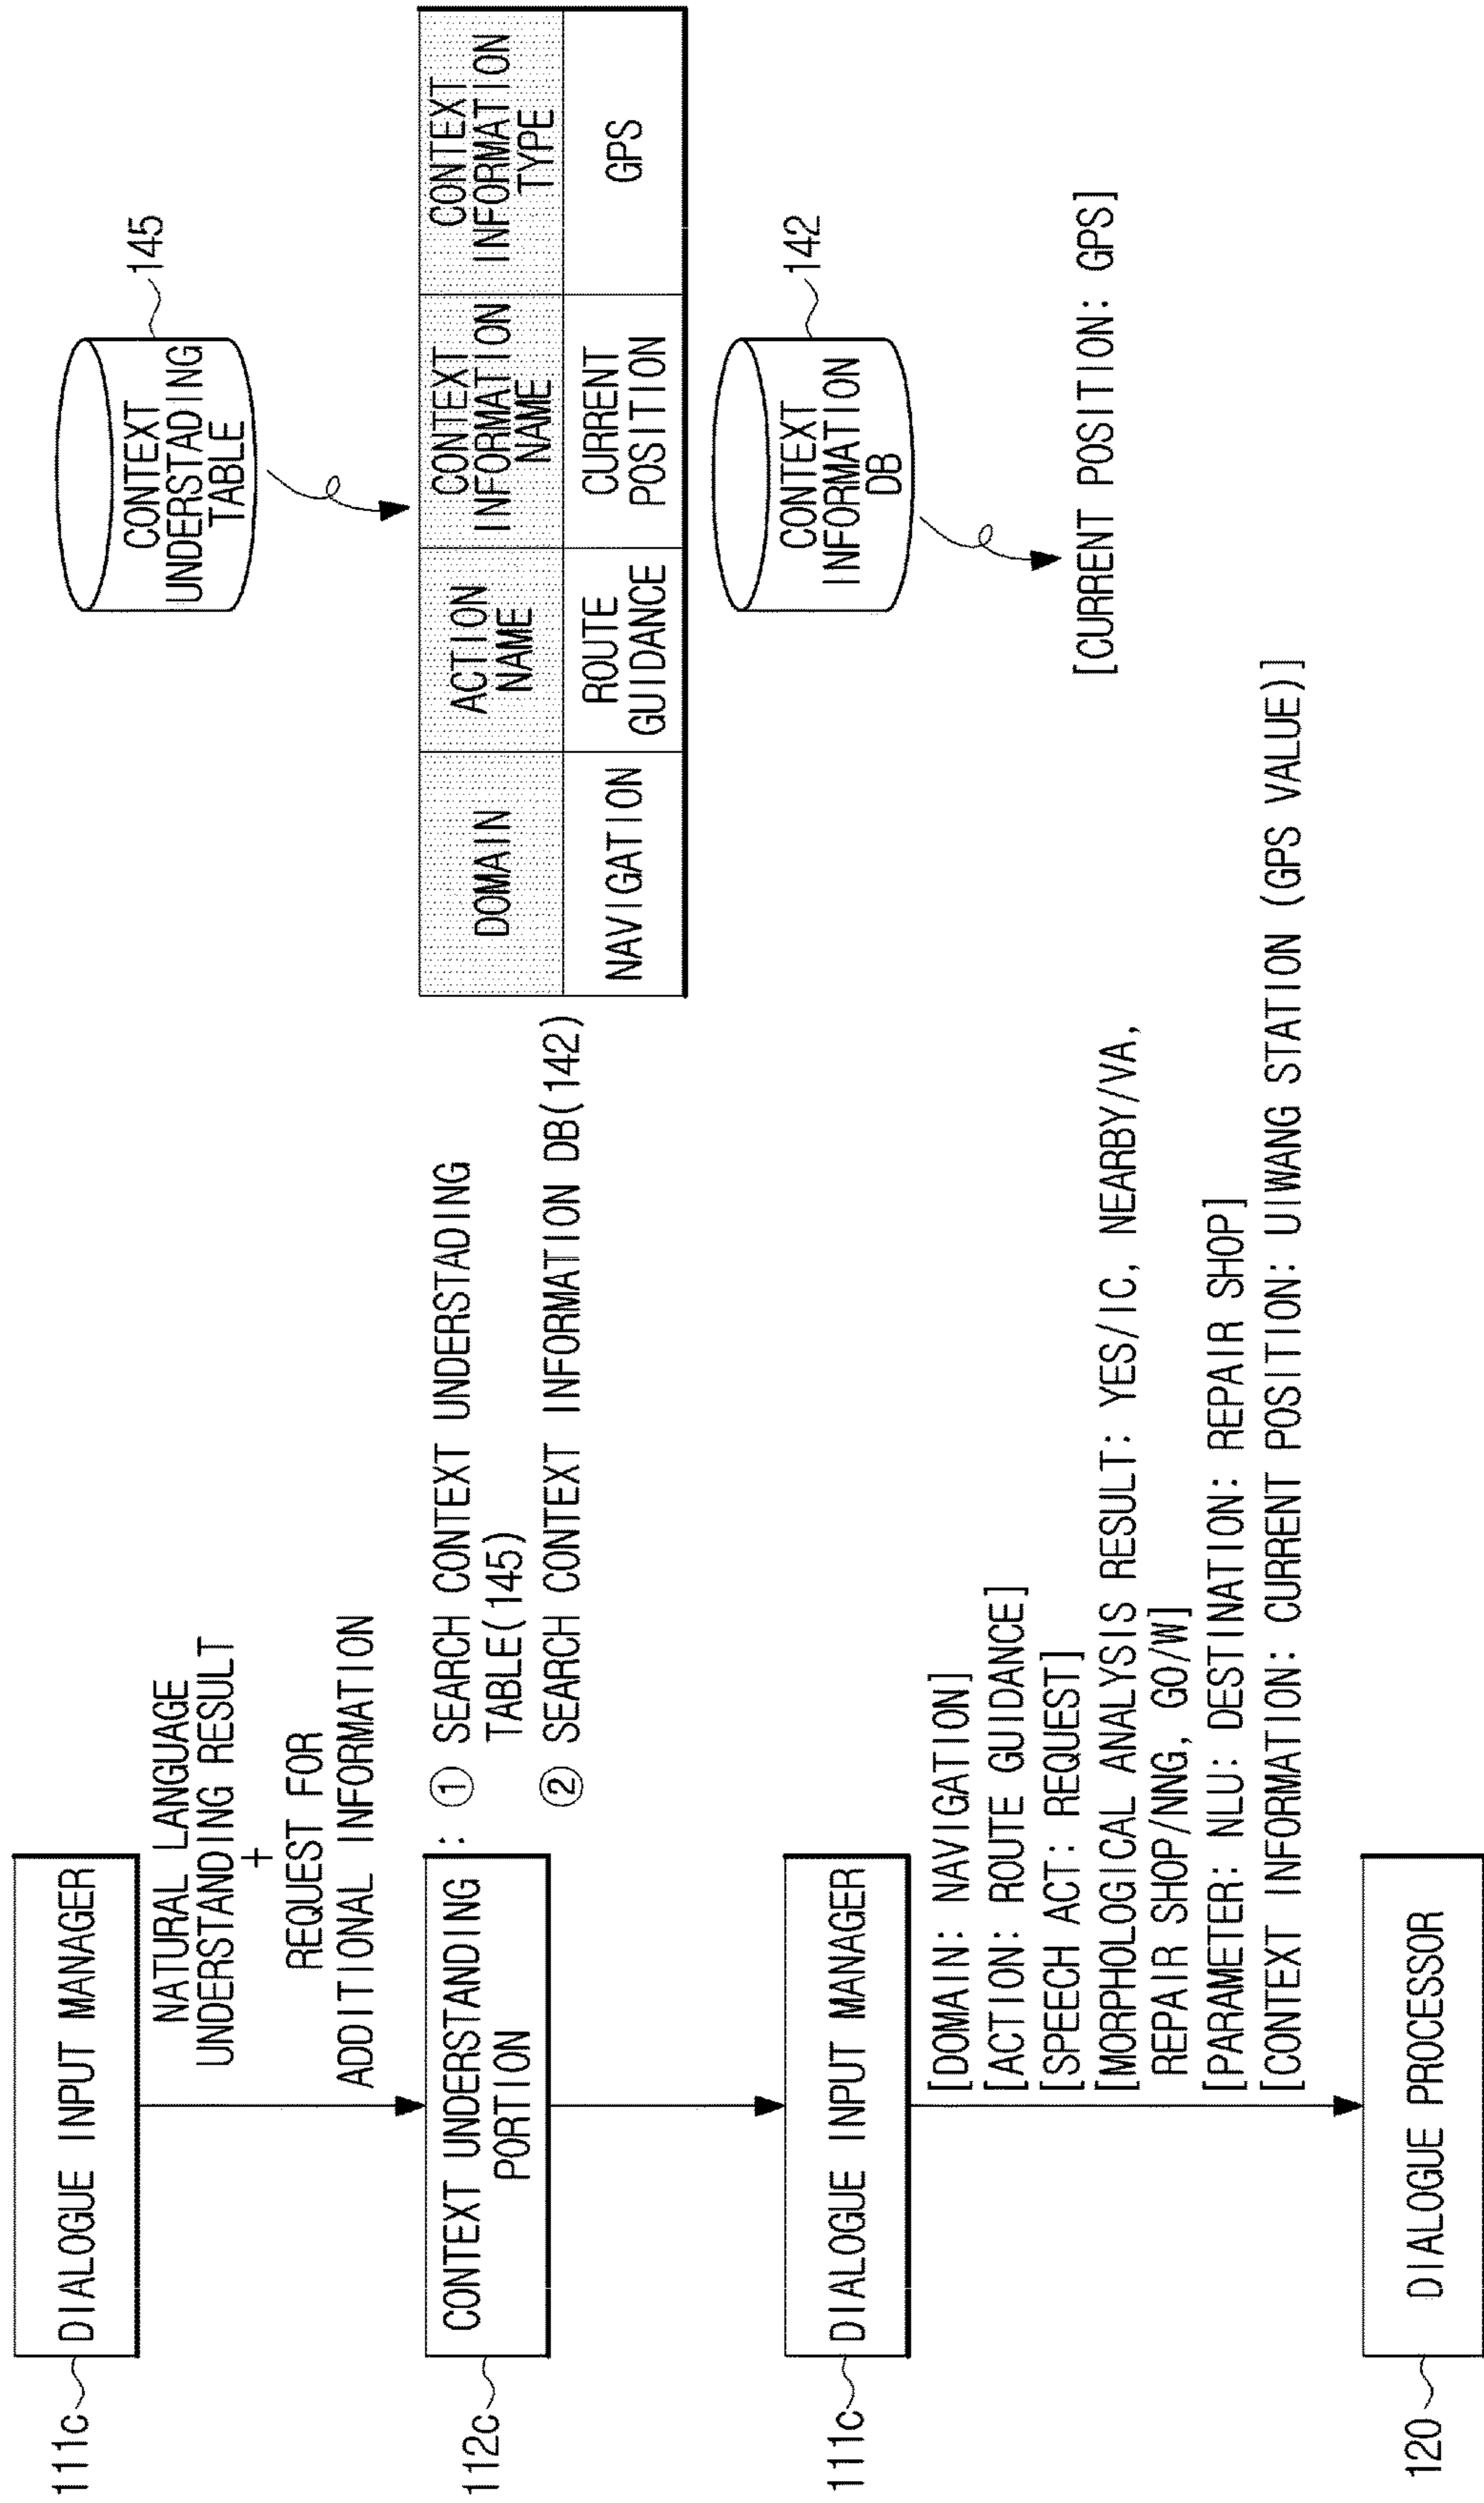 111c
DIALOGUE INPUT MANAGER
NATURAL LANGUAGE
UNDERSTANDING RESULT
+
REQUEST FOR
ADDITIONAL INFORMATION
112c
CONTEXT UNDERSTANDING
PORTION
:
① SEARCH CONTEXT UNDERSTADING
TABLE(145)
② SEARCH CONTEXT INFORMATION DB(142)
CONTEXT
UNDERSTADING
TABLE
145
DOMAIN
ACTION
NAME
CONTEXT
INFORMATION
NAME
CONTEXT
INFORMATION
TYPE
NAVIGATION
ROUTE
GUIDANCE
CURRENT
POSITION
GPS
CONTEXT
INFORMATION
DB
142
[CURRENT POSITION: GPS]
111c
DIALOGUE INPUT MANAGER
[DOMAIN: NAVIGATION]
[ACTION: ROUTE GUIDANCE]
[SPEECH ACT: REQUEST]
[MORPHOLOGICAL ANALYSIS RESULT: YES/IC, NEARBY/VA,
REPAIR SHOP/NNG, GO/W]
[PARAMETER: NLU: DESTINATION: REPAIR SHOP]
[CONTEXT INFORMATION: CURRENT POSITION: UIWANG STATION (GPS VALUE)]
120
DIALOGUE PROCESSOR